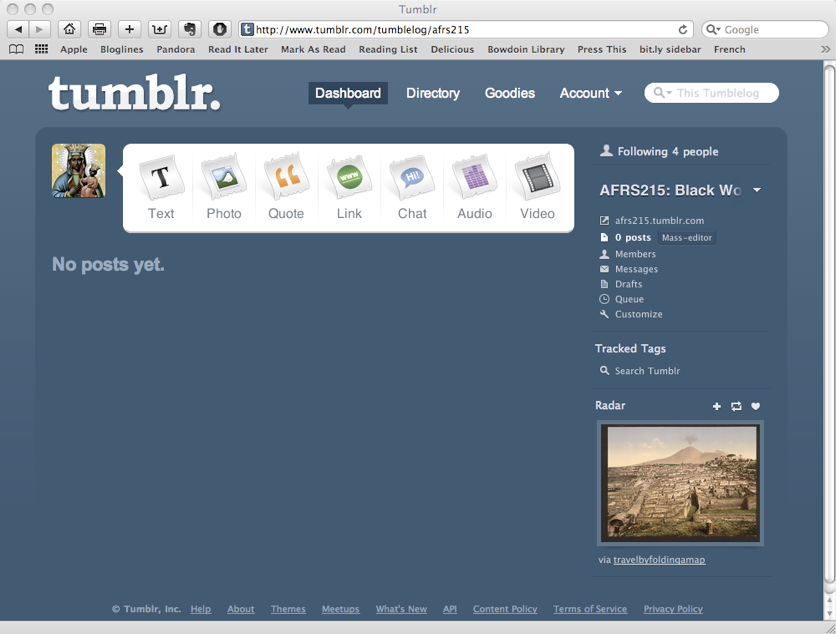 Tumblr
http://www.tumblr.com/tumblelog/afrs215
Google
Apple Bloglines Pandora Read It Later Mark As Read Reading List Delicious Bowdoin Library Press This bit.ly sidebar French
tumblr.
Dashboard Directory Goodies Account
This Tumblelog
T
Hi!
www
Text Photo Quote Link Chat Audio Video
No posts yet.
Following 4 people
AFRS215: Black Wo
afrs215.tumblr.com
0 posts Mass-editor
Members
Messages
Drafts
Queue
Customize
Tracked Tags
Search Tumblr
Radar
via travelbyfoldingamap
© Tumblr, Inc. Help About Themes Meetups What's New API Content Policy Terms of Service Privacy Policy